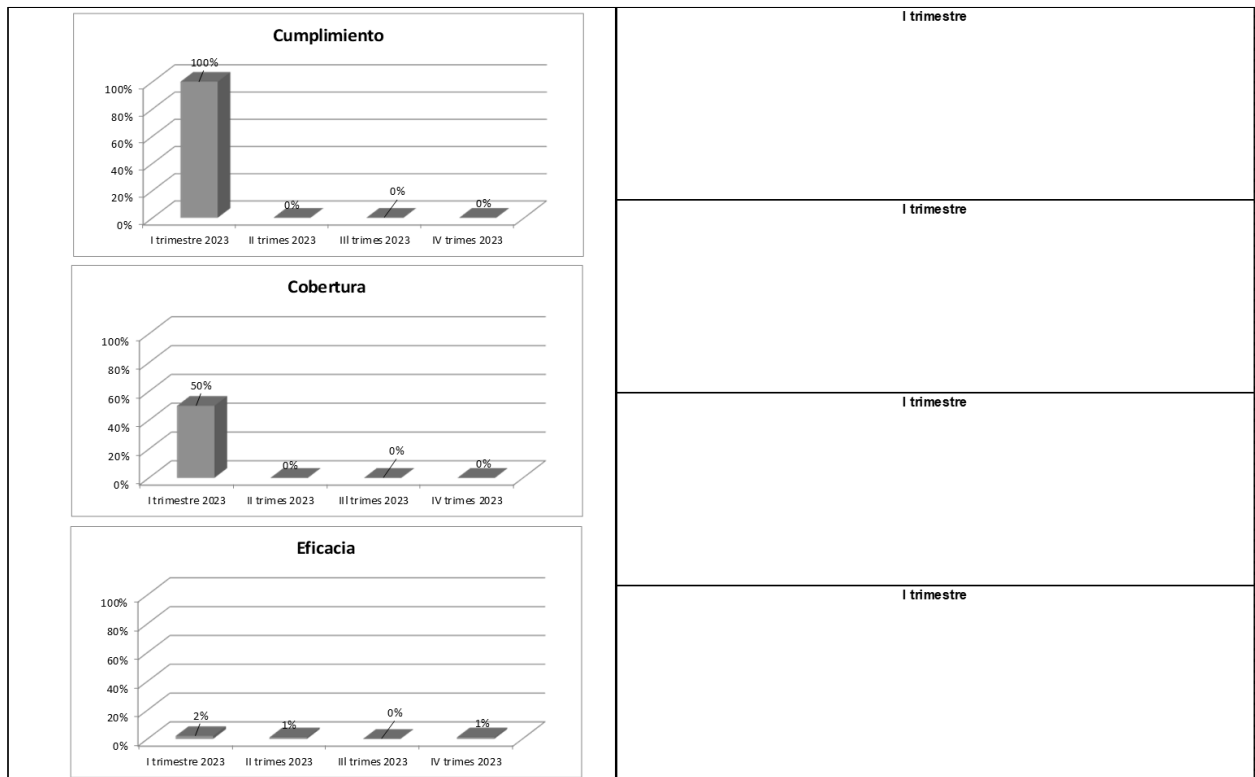 Cumplimiento
100%
100%
80%
60%
40%
20%
0%
0%
0%
0%
I trimestre 2023
II trimes 2023
III trimes 2023
IV trimes 2023
Cobertura
100%
80%
60%
40%
20%
0%
50%
0%
0%
0%
I trimestre 2023
II trimes 2023
III trimes 2023
IV trimes 2023
Eficacia
100%
80%
60%
40%
20%
0%
2%
1%
0%
1%
I trimestre 2023
II trimes 2023
III trimes 2023
IV trimes 2023
I trimestre
I trimestre
I trimestre
I trimestre